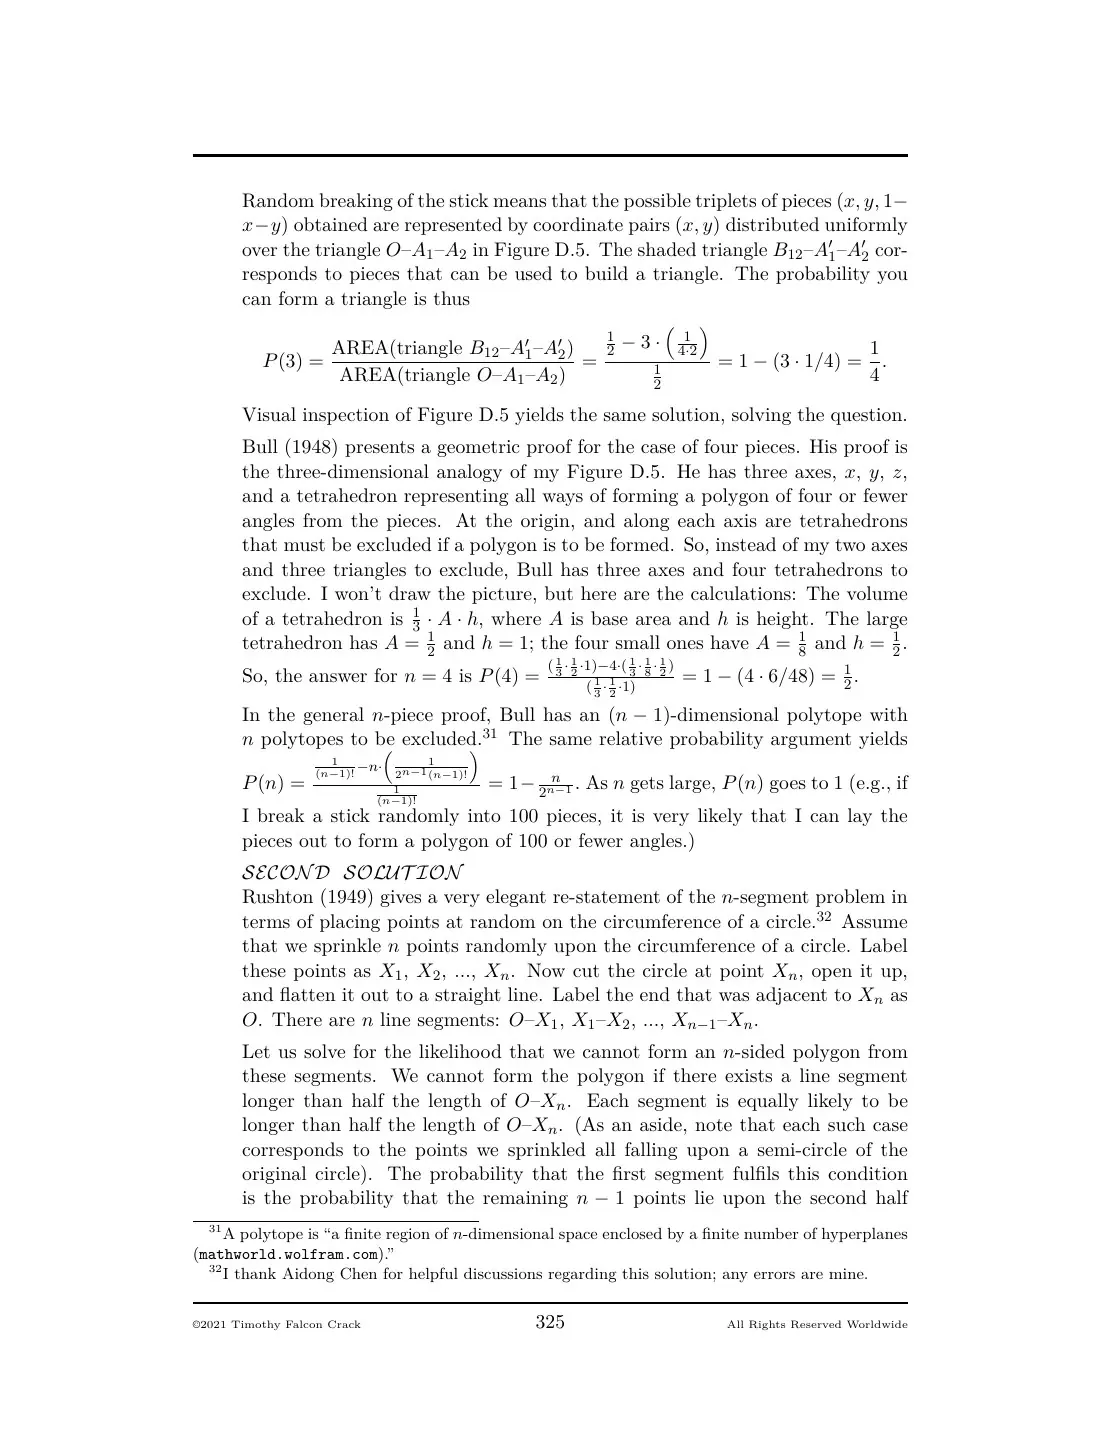 Random breaking of the stick means that the possible triplets of pieces (x, y, 1−
x−y) obtained are represented by coordinate pairs (x, y) distributed uniformly
over the triangle O–A₁–A₂ in Figure D.5. The shaded triangle B₁₂–A′₁–A′₂ cor-
responds to pieces that can be used to build a triangle. The probability you
can form a triangle is thus
P(3) = AREA(triangle B₁₂–A′₁–A′₂) / AREA(triangle O–A₁–A₂) = (1/2 − 3 · (1/(4·2))) / (1/2) = 1 − (3 · 1/4) = 1/4.
Visual inspection of Figure D.5 yields the same solution, solving the question.
Bull (1948) presents a geometric proof for the case of four pieces. His proof is
the three-dimensional analogy of my Figure D.5. He has three axes, x, y, z,
and a tetrahedron representing all ways of forming a polygon of four or fewer
angles from the pieces. At the origin, and along each axis are tetrahedrons
that must be excluded if a polygon is to be formed. So, instead of my two axes
and three triangles to exclude, Bull has three axes and four tetrahedrons to
exclude. I won't draw the picture, but here are the calculations: The volume
of a tetrahedron is 1/3 · A · h, where A is base area and h is height. The large
tetrahedron has A = 1/2 and h = 1; the four small ones have A = 1/8 and h = 1/2.
So, the answer for n = 4 is P(4) = ((1/3 · 1/2 · 1)−4·(1/3 · 1/8 · 1/2)) / (1/3 · 1/2 · 1) = 1 − (4 · 6/48) = 1/2.
In the general n-piece proof, Bull has an (n − 1)-dimensional polytope with
n polytopes to be excluded.³¹ The same relative probability argument yields
P(n) = (1/(n−1)! − n·(1/(2ⁿ⁻¹(n−1)!))) / (1/(n−1)!) = 1 − n/2ⁿ⁻¹. As n gets large, P(n) goes to 1 (e.g., if
I break a stick randomly into 100 pieces, it is very likely that I can lay the
pieces out to form a polygon of 100 or fewer angles.)
SECOND SOLUTION
Rushton (1949) gives a very elegant re-statement of the n-segment problem in
terms of placing points at random on the circumference of a circle.³² Assume
that we sprinkle n points randomly upon the circumference of a circle. Label
these points as X₁, X₂, ..., Xₙ. Now cut the circle at point Xₙ, open it up,
and flatten it out to a straight line. Label the end that was adjacent to Xₙ as
O. There are n line segments: O–X₁, X₁–X₂, ..., Xₙ₋₁–Xₙ.
Let us solve for the likelihood that we cannot form an n-sided polygon from
these segments. We cannot form the polygon if there exists a line segment
longer than half the length of O–Xₙ. Each segment is equally likely to be
longer than half the length of O–Xₙ. (As an aside, note that each such case
corresponds to the points we sprinkled all falling upon a semi-circle of the
original circle). The probability that the first segment fulfils this condition
is the probability that the remaining n − 1 points lie upon the second half
³¹A polytope is “a finite region of n-dimensional space enclosed by a finite number of hyperplanes
(mathworld.wolfram.com).”
³²I thank Aidong Chen for helpful discussions regarding this solution; any errors are mine.
©2021 Timothy Falcon Crack 325 All Rights Reserved Worldwide